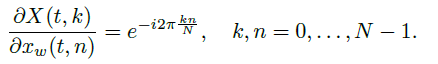 ∂X(t, k)/∂x_w(t, n) = e^{−i2π kn/N}, k, n = 0, . . . , N − 1.